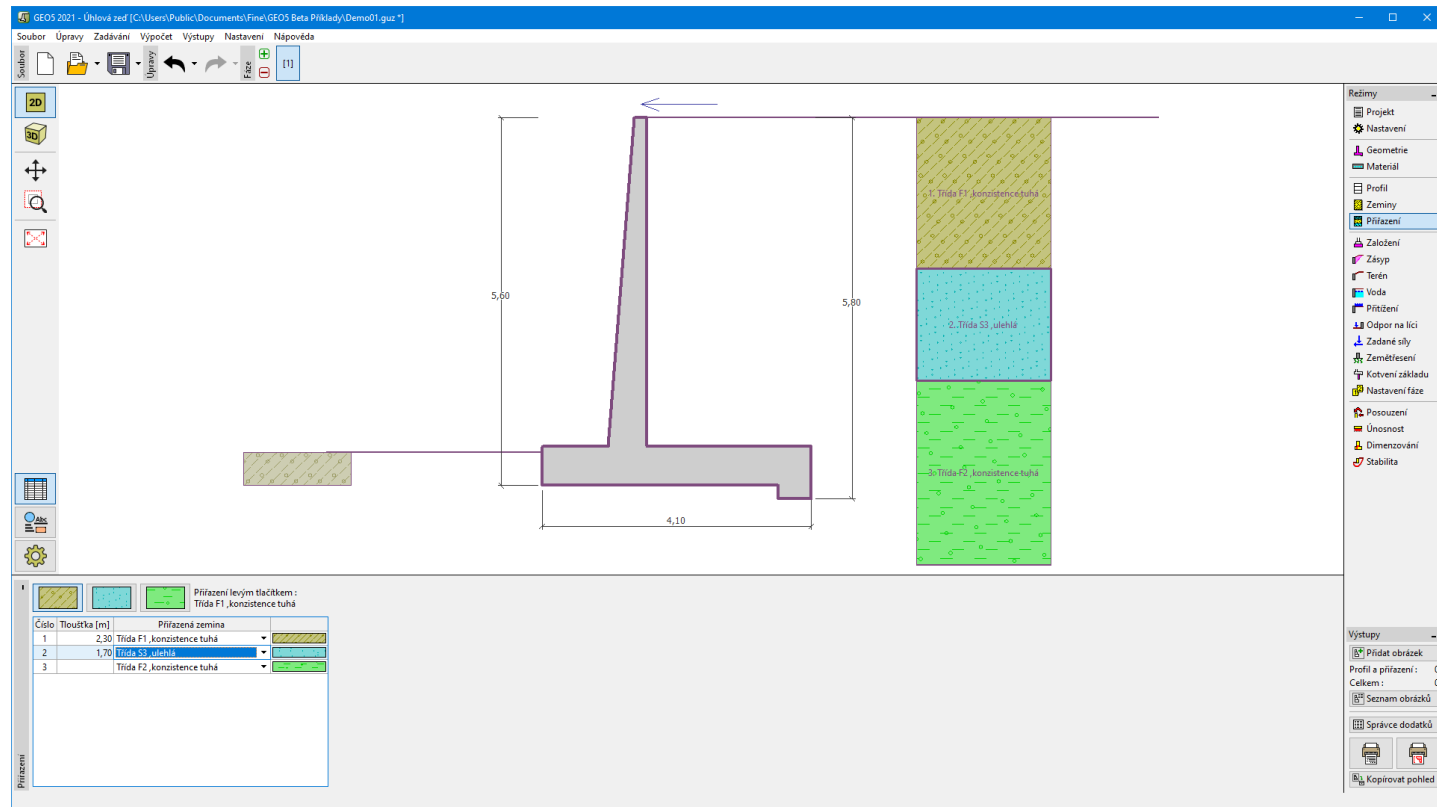 GEO5 2021 - Úhlová zeď [C:\Users\Public\Documents\Fine\GEO5 Beta Příklady\Demo01.guz *]
Soubor Úpravy Zadávání Výpočet Výstupy Nastavení Nápověda
Soubor
Úpravy
Fáze
[1]
2D
3D
Abc
5,60
5,80
4,10
1. Třída F1 ,konzistence tuhá
2. Třída S3 ,ulehlá
3. Třída F2 ,konzistence tuhá
Režimy
Projekt
Nastavení
Geometrie
Materiál
Profil
Zeminy
Přiřazení
Založení
Zásyp
Terén
Voda
Přitížení
Odpor na líci
Zadané síly
Zemětřesení
Kotvení základu
Nastavení fáze
Posouzení
Únosnost
Dimenzování
Stabilita
Přiřazení
Přiřazení levým tlačítkem :
Třída F1 ,konzistence tuhá
Číslo Tloušťka [m] Přiřazená zemina
1 2,30 Třída F1 ,konzistence tuhá
2 1,70 Třída S3 ,ulehlá
3 Třída F2 ,konzistence tuhá
Výstupy
Přidat obrázek
Profil a přiřazení :
Celkem :
Seznam obrázků
Správce dodatků
Kopírovat pohled